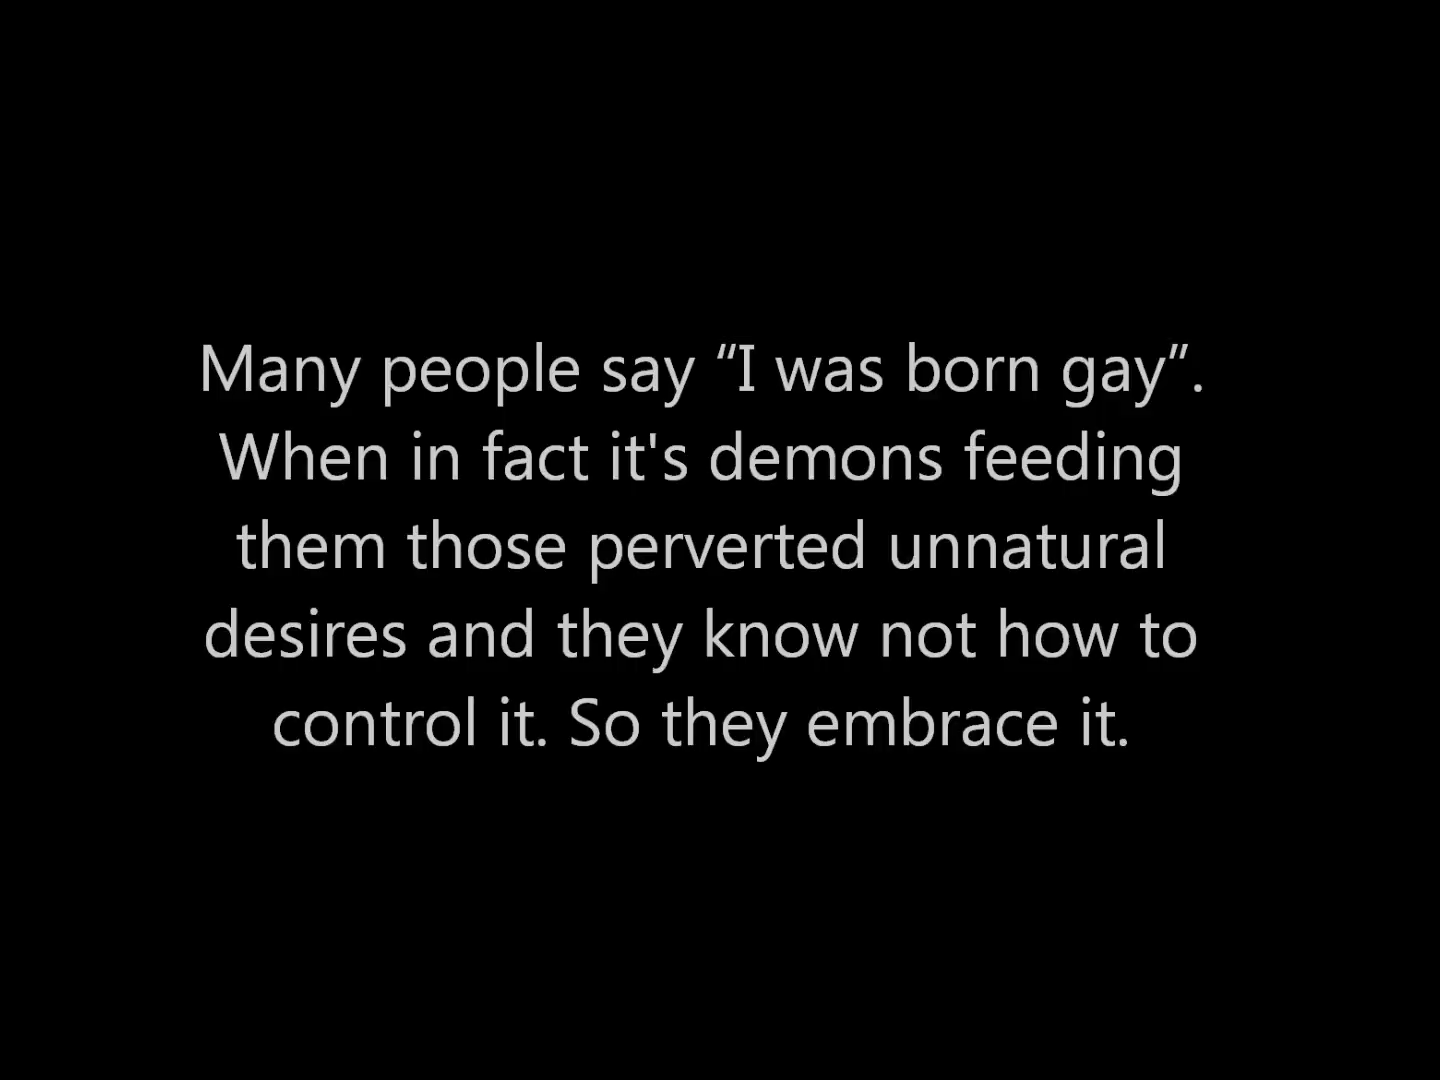 Many people say “I was born gay”.
When in fact it's demons feeding
them those perverted unnatural
desires and they know not how to
control it. So they embrace it.